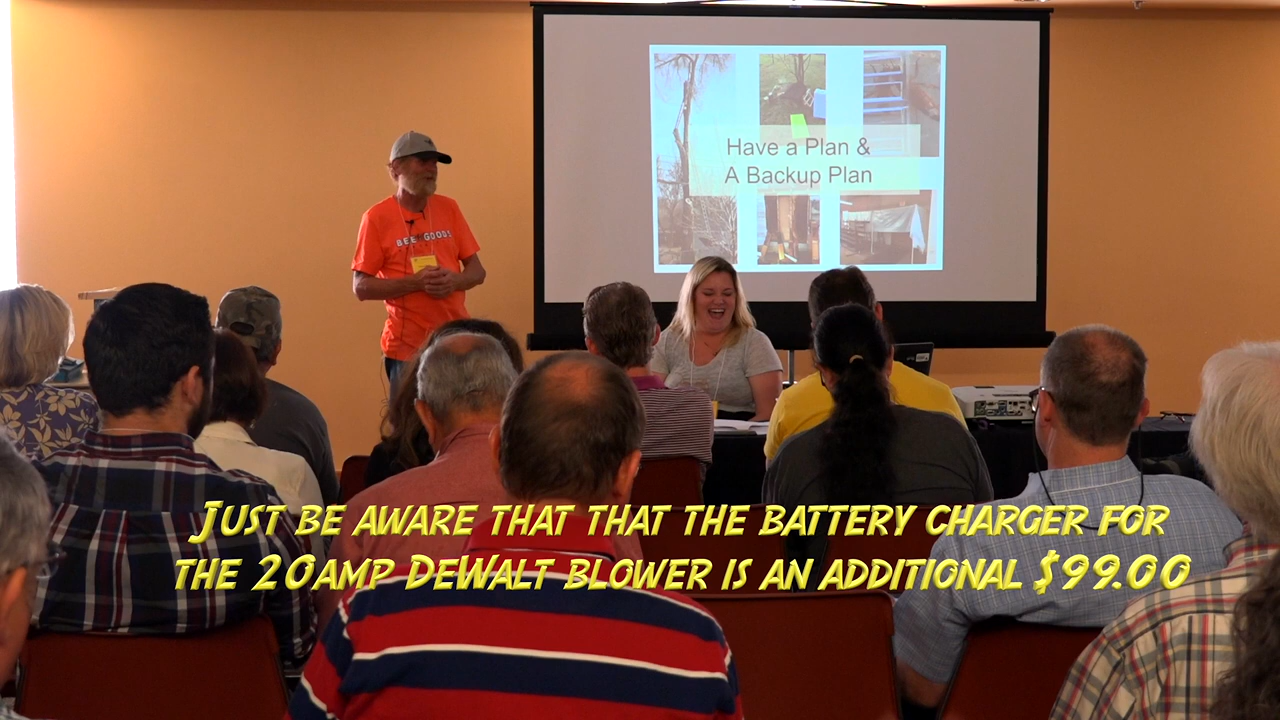 Have a Plan &
A Backup Plan
BEE GOODS
JUST BE AWARE THAT THAT THE BATTERY CHARGER FOR
THE 20AMP DEWALT BLOWER IS AN ADDITIONAL $99.00